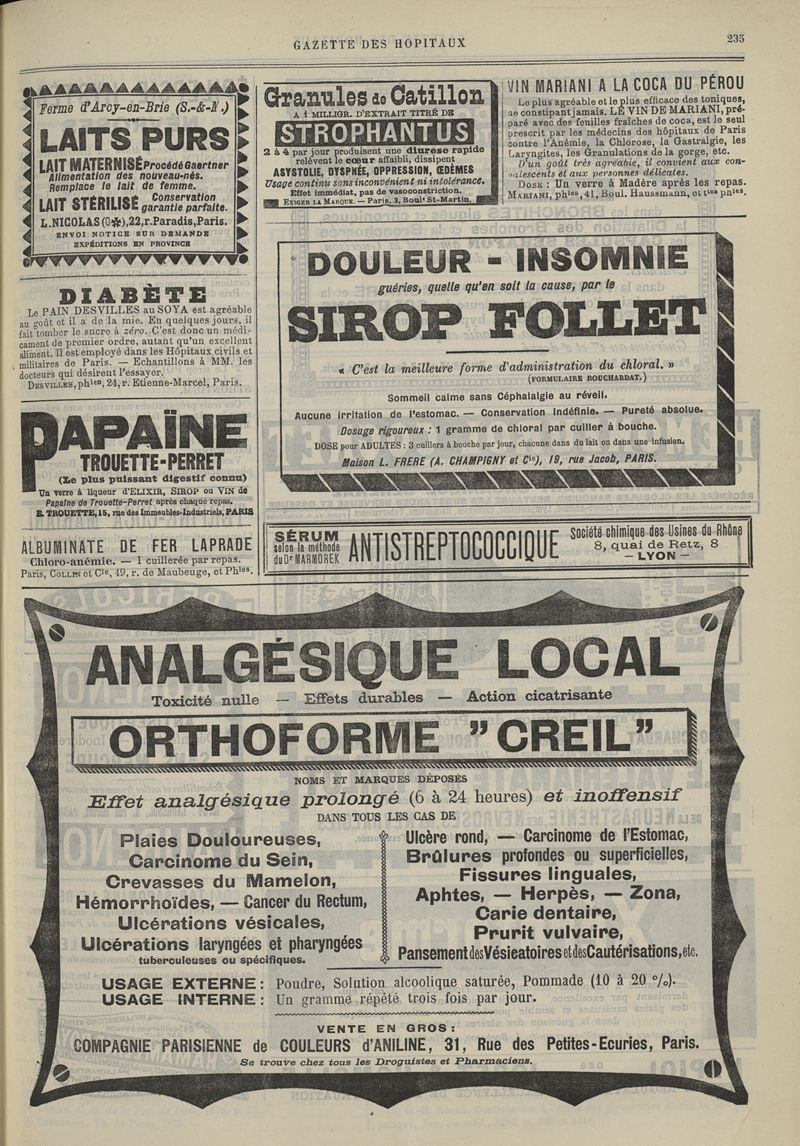 GAZETTE DES HOPITAUX
235
Ferme d'Arcy-en-Brie (S.-&-M.)
LAITS PURS
LAIT MATERNISÉ Procédé Gaertner
Alimentation des nouveau-nés.
Remplace le lait de femme.
LAIT STÉRILISÉ Conservation garantie parfaite.
L. NICOLAS (O✻), 22, r. Paradis, Paris.
ENVOI NOTICE SUR DEMANDE
EXPÉDITIONS EN PROVINCE
Granules de Catillon
A 1 MILLIGR. D'EXTRAIT TITRÉ DE
STROPHANTUS
2 à 4 par jour produisent une diurese rapide
relèvent le cœur affaibli, dissipent
ASYSTOLIE, DYSPNÉE, OPPRESSION, ŒDÈMES
Usage continu sans inconvénient ni intolérance.
Effet immédiat, pas de vasoconstriction.
EXIGER LA MARQUE. — Paris, 3, Boulᵈ St-Martin.
VIN MARIANI A LA COCA DU PÉROU
Le plus agréable et le plus efficace des toniques,
ne constipant jamais. LE VIN DE MARIANI, pré-
paré avec des feuilles fraîches de coca, est le seul
prescrit par les médecins des hôpitaux de Paris
contre l'Anémie, la Chlorose, la Gastralgie, les
Laryngites, les Granulations de la gorge, etc.
D'un goût très agréable, il convient aux con-
valescents et aux personnes délicates.
DOSE : Un verre à Madère après les repas.
MARIANI, phⁱᵉⁿ, 41, Boul. Haussmann, et tᵗᵉˢ phⁱᵉˢ.
DIABÈTE
Le PAIN DESVILLES au SOYA est agréable
au goût et il a de la mie. En quelques jours, il
fait tomber le sucre à zéro. C'est donc un médi-
cament de premier ordre, autant qu'un excellent
aliment. Il est employé dans les Hôpitaux civils et
militaires de Paris. — Echantillons à MM. les
docteurs qui désirent l'essayer.
DESVILLES, phⁱᵉⁿ, 24, r. Etienne-Marcel, Paris.
DOULEUR - INSOMNIE
guéries, quelle qu'en soit la cause, par le
SIROP FOLLET
« C'est la meilleure forme d'administration du chloral. »
(FORMULAIRE BOUCHARDAT.)
Sommeil calme sans Céphalalgie au réveil.
Aucune irritation de l'estomac. — Conservation indéfinie. — Pureté absolue.
Dosage rigoureux : 1 gramme de chloral par cuiller à bouche.
DOSE pour ADULTES : 3 cuillers à bouche par jour, chacune dans du lait ou dans une infusion.
Maison L. FRERE (A. CHAMPIGNY et Cⁱᵉ), 19, rue Jacob, PARIS.
PAPAÏNE
TROUETTE-PERRET
(Le plus puissant digestif connu)
Un verre à liqueur d'ELIXIR, SIROP ou VIN de
Papaïne de Trouette-Perret après chaque repas.
E. TROUETTE, 15, rue des Immeubles-Industriels, PARIS
ALBUMINATE DE FER LAPRADE
Chloro-anémie. — 1 cuillerée par repas.
Paris, COLLIN et Cⁱᵉ, 49, r. de Maubeuge, et Phⁱᵉˢ.
SÉRUM
selon la méthode
du Dʳ MARMOREK
ANTISTREPTOCOCCIQUE
Société chimique des Usines du Rhône
8, quai de Retz, 8
— LYON —
ANALGÉSIQUE LOCAL
Toxicité nulle — Effets durables — Action cicatrisante
ORTHOFORME "CREIL"
NOMS ET MARQUES DÉPOSÉS
Effet analgésique prolongé (6 à 24 heures) et inoffensif
DANS TOUS LES CAS DE
Plaies Douloureuses,
Carcinome du Sein,
Crevasses du Mamelon,
Hémorrhoïdes, — Cancer du Rectum,
Ulcérations vésicales,
Ulcérations laryngées et pharyngées
tuberculeuses ou spécifiques.
Ulcère rond, — Carcinome de l'Estomac,
Brûlures profondes ou superficielles,
Fissures linguales,
Aphtes, — Herpès, — Zona,
Carie dentaire,
Prurit vulvaire,
Pansement des Vésicatoires et des Cautérisations, etc.
USAGE EXTERNE : Poudre, Solution alcoolique saturée, Pommade (10 à 20 %).
USAGE INTERNE : Un gramme répété trois fois par jour.
VENTE EN GROS :
COMPAGNIE PARISIENNE de COULEURS d'ANILINE, 31, Rue des Petites-Ecuries, Paris.
Se trouve chez tous les Droguistes et Pharmaciens.